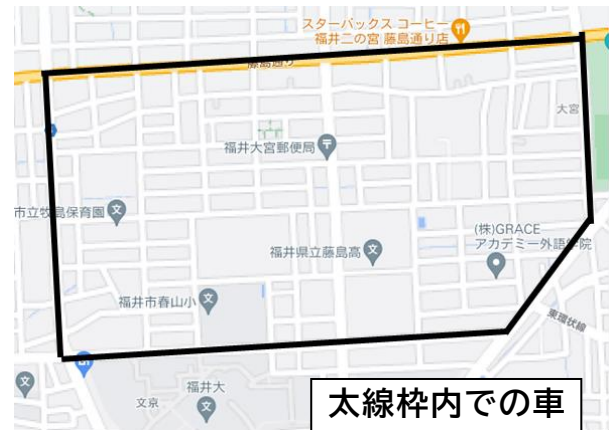 スターバックス コーヒー
福井二の宮 藤島通り店
藤島通り
大宮
福井大宮郵便局
市立牧島保育園
(株)GRACE
アカデミー外語学院
福井県立藤島高
福井市春山小
東環状線
福井大
文京
太線枠内での車